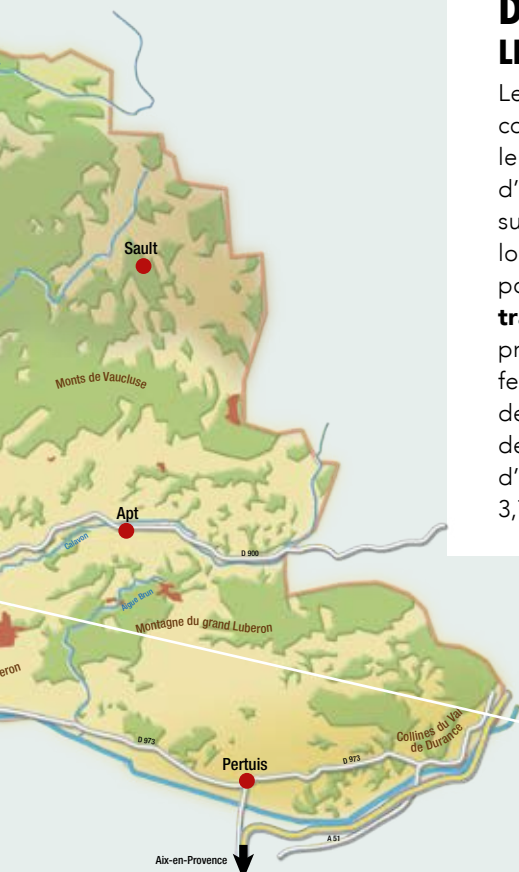 D
LE
Le
co
le
d'
su
lo
po
tra
pr
fe
de
de
d'
3,
Sault
Monts de Vaucluse
Apt
Calavon
D 900
Aigue Brun
Montagne du grand Luberon
eron
Collines du Val
de Durance
D 973
D 973
Pertuis
A 51
Aix-en-Provence